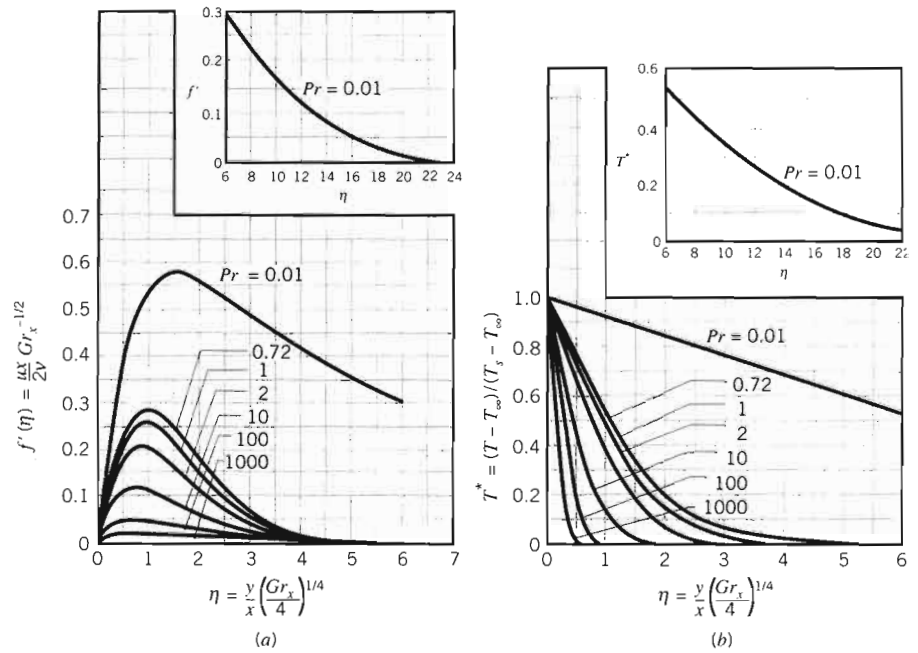 0.3
0.2
f'
0.1
0
Pr = 0.01
6 8 10 12 14 16 18 20 22 24
η
0.7
0.6
0.5
0.4
0.3
0.2
0.1
0
f'(η) = ux/2ν Gr_x^{-1/2}
Pr = 0.01
0.72
1
2
10
100
1000
0 1 2 3 4 5 6 7
η = y/x (Gr_x/4)^{1/4}
(a)
0.6
0.4
T*
0.2
0
Pr = 0.01
6 8 10 12 14 16 18 20 22
η
1.0
0.8
0.6
0.4
0.2
0
T* = (T − T∞)/(T_s − T∞)
Pr = 0.01
0.72
1
2
10
100
1000
0 1 2 3 4 5 6
η = y/x (Gr_x/4)^{1/4}
(b)